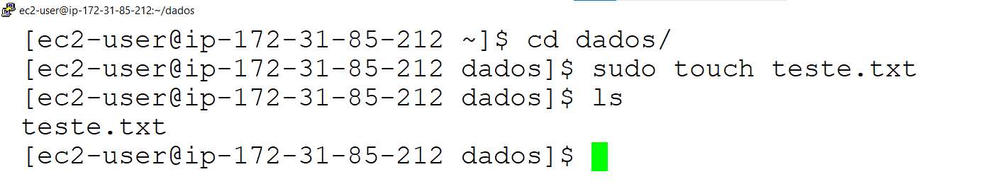 ec2-user@ip-172-31-85-212:~/dados
[ec2-user@ip-172-31-85-212 ~]$ cd dados/
[ec2-user@ip-172-31-85-212 dados]$ sudo touch teste.txt
[ec2-user@ip-172-31-85-212 dados]$ ls
teste.txt
[ec2-user@ip-172-31-85-212 dados]$